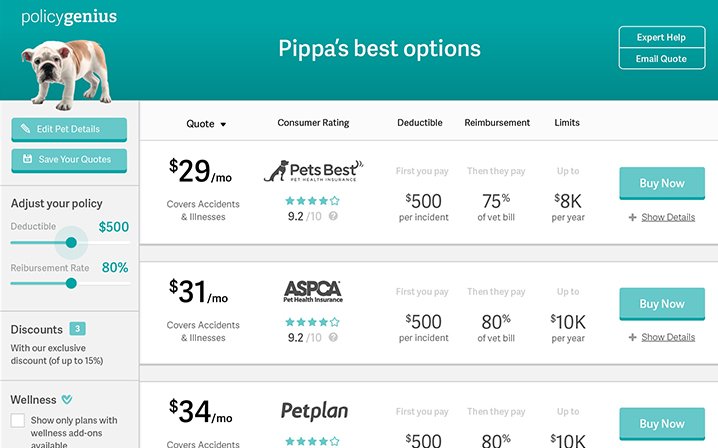 policygenius
Pippa's best options
Expert Help
Email Quote
Edit Pet Details
Save Your Quotes
Adjust your policy
Deductible $500
Reibursement Rate 80%
Discounts 3
With our exclusive
discount (of up to 15%)
Wellness
Show only plans with
wellness add-ons
available
Quote Consumer Rating Deductible Reimbursement Limits
$29/mo
Covers Accidents
& Illnesses
PetsBest
PET HEALTH INSURANCE
9.2 /10 ?
First you pay
$500
per incident
Then they pay
75%
of vet bill
Up to
$8K
per year
Buy Now
+ Show Details
$31/mo
Covers Accidents
& Illnesses
ASPCA
Pet Health Insurance
9.2 /10 ?
First you pay
$500
per incident
Then they pay
80%
of vet bill
Up to
$10K
per year
Buy Now
+ Show Details
$34/mo
Covers Accidents
Petplan
First you pay
$500
Then they pay
80%
Up to
$10K
Buy Now